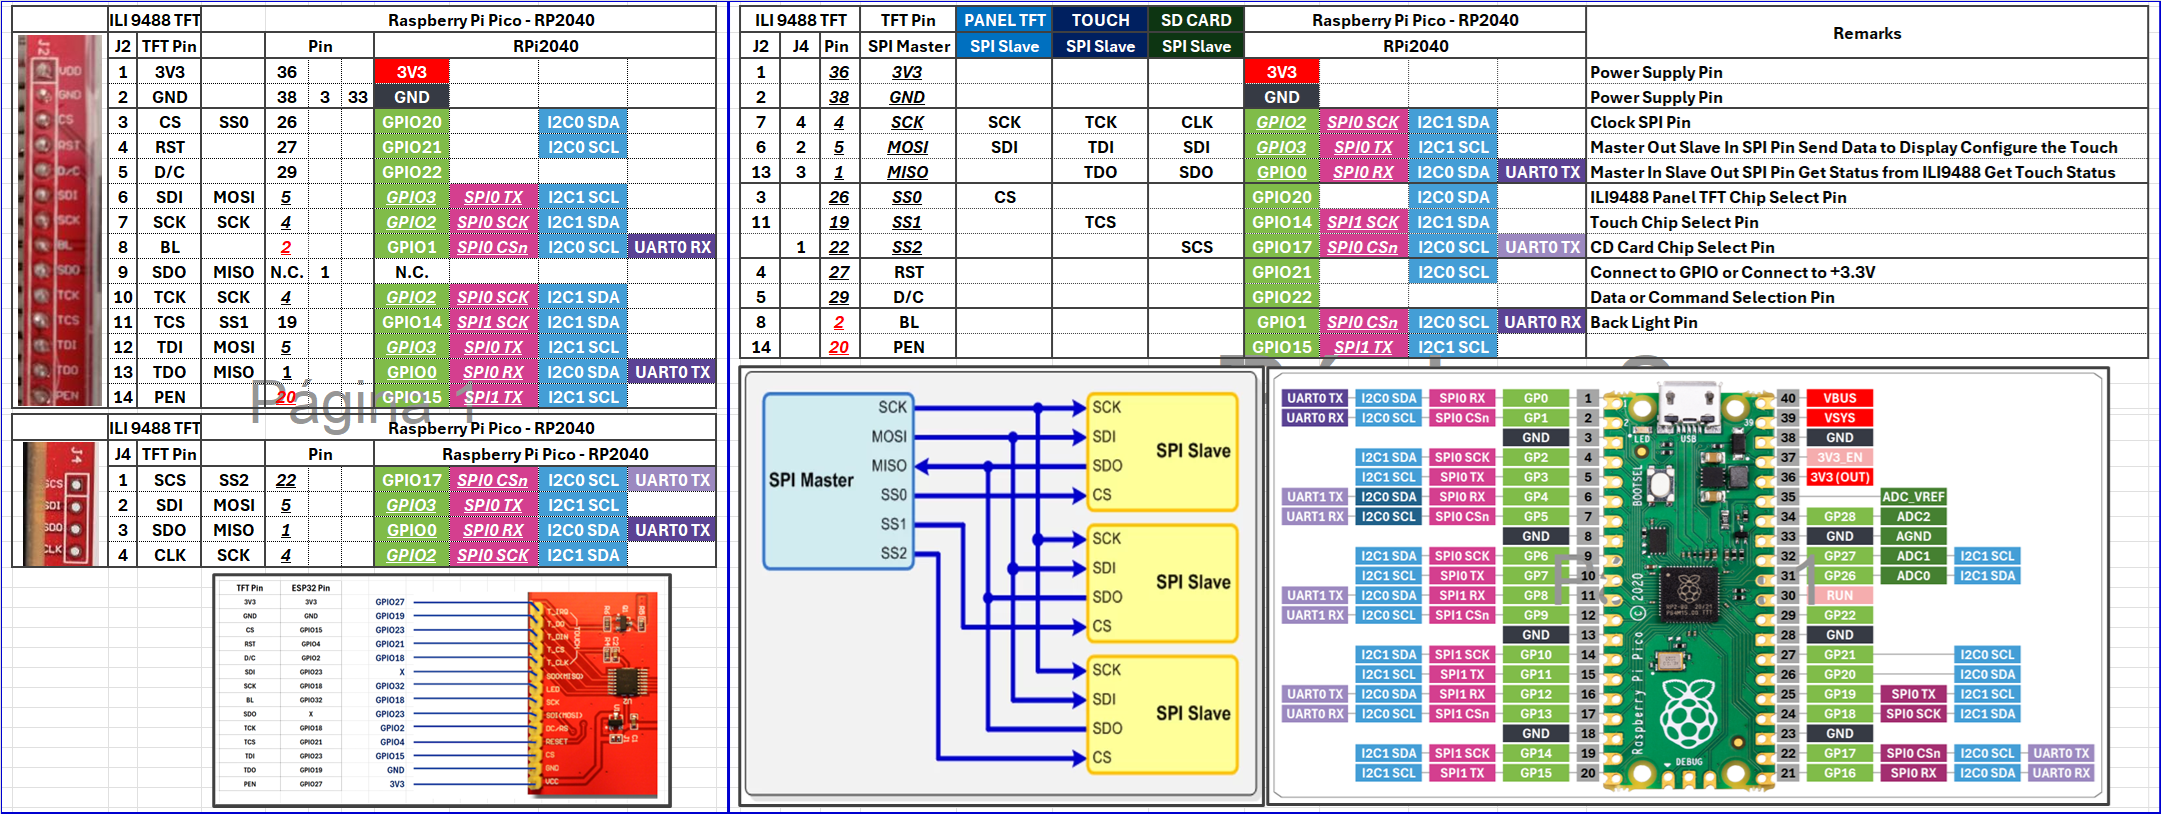 ILI 9488 TFT Raspberry Pi Pico - RP2040
J2 TFT Pin Pin RPi2040
1 3V3 36 3V3
2 GND 38 3 33 GND
3 CS SS0 26 GPIO20 I2C0 SDA
4 RST 27 GPIO21 I2C0 SCL
5 D/C 29 GPIO22
6 SDI MOSI 5 GPIO3 SPI0 TX I2C1 SCL
7 SCK SCK 4 GPIO2 SPI0 SCK I2C1 SDA
8 BL 2 GPIO1 SPI0 CSn I2C0 SCL UART0 RX
9 SDO MISO N.C. 1 N.C.
10 TCK SCK 4 GPIO2 SPI0 SCK I2C1 SDA
11 TCS SS1 19 GPIO14 SPI1 SCK I2C1 SDA
12 TDI MOSI 5 GPIO3 SPI0 TX I2C1 SCL
13 TDO MISO 1 GPIO0 SPI0 RX I2C0 SDA UART0 TX
14 PEN 20 GPIO15 SPI1 TX I2C1 SCL
J2
VDD
GND
CS
RST
D/C
SDI
SCK
BL
SDO
TCK
TCS
TDI
TDO
PEN
Página 1
ILI 9488 TFT Raspberry Pi Pico - RP2040
J4 TFT Pin Pin Raspberry Pi Pico - RP2040
1 SCS SS2 22 GPIO17 SPI0 CSn I2C0 SCL UART0 TX
2 SDI MOSI 5 GPIO3 SPI0 TX I2C1 SCL
3 SDO MISO 1 GPIO0 SPI0 RX I2C0 SDA UART0 TX
4 CLK SCK 4 GPIO2 SPI0 SCK I2C1 SDA
J4
SCS
SDI
SDO
CLK
TFT Pin ESP32 Pin
3V3 3V3
GND GND
CS GPIO15
RST GPIO4
D/C GPIO2
SDI GPIO23
SCK GPIO18
BL GPIO32
SDO X
TCK GPIO18
TCS GPIO21
TDI GPIO23
TDO GPIO19
PEN GPIO27
GPIO27 T_IRQ
GPIO19 T_DO
GPIO23 T_DIN
GPIO21 T_CS
GPIO18 T_CLK
X SDO(MISO)
GPIO32 LED
GPIO18 SCK
GPIO23 SDI(MOSI)
GPIO2 DC/RS
GPIO4 RESET
GPIO15 CS
GND GND
3V3 VCC
ILI 9488 TFT TFT Pin PANEL TFT TOUCH SD CARD Raspberry Pi Pico - RP2040 Remarks
J2 J4 Pin SPI Master SPI Slave SPI Slave SPI Slave RPi2040
1 36 3V3 3V3 Power Supply Pin
2 38 GND GND Power Supply Pin
7 4 4 SCK SCK TCK CLK GPIO2 SPI0 SCK I2C1 SDA Clock SPI Pin
6 2 5 MOSI SDI TDI SDI GPIO3 SPI0 TX I2C1 SCL Master Out Slave In SPI Pin Send Data to Display Configure the Touch
13 3 1 MISO TDO SDO GPIO0 SPI0 RX I2C0 SDA UART0 TX Master In Slave Out SPI Pin Get Status from ILI9488 Get Touch Status
3 26 SS0 CS GPIO20 I2C0 SDA ILI9488 Panel TFT Chip Select Pin
11 19 SS1 TCS GPIO14 SPI1 SCK I2C1 SDA Touch Chip Select Pin
1 22 SS2 SCS GPIO17 SPI0 CSn I2C0 SCL UART0 TX CD Card Chip Select Pin
4 27 RST GPIO21 I2C0 SCL Connect to GPIO or Connect to +3.3V
5 29 D/C GPIO22 Data or Command Selection Pin
8 2 BL GPIO1 SPI0 CSn I2C0 SCL UART0 RX Back Light Pin
14 20 PEN GPIO15 SPI1 TX I2C1 SCL
SPI Master
SCK
MOSI
MISO
SS0
SS1
SS2
SCK
SDI
SDO
CS
SPI Slave
SCK
SDI
SDO
CS
SPI Slave
SCK
SDI
SDO
CS
SPI Slave
UART0 TX I2C0 SDA SPI0 RX GP0 1 40 VBUS
UART0 RX I2C0 SCL SPI0 CSn GP1 2 39 VSYS
GND 3 38 GND
I2C1 SDA SPI0 SCK GP2 4 37 3V3_EN
I2C1 SCL SPI0 TX GP3 5 36 3V3 (OUT)
UART1 TX I2C0 SDA SPI0 RX GP4 6 35 ADC_VREF
UART1 RX I2C0 SCL SPI0 CSn GP5 7 34 GP28 ADC2
GND 8 33 GND AGND
I2C1 SDA SPI0 SCK GP6 9 32 GP27 ADC1 I2C1 SCL
I2C1 SCL SPI0 TX GP7 10 31 GP26 ADC0 I2C1 SDA
UART1 TX I2C0 SDA SPI1 RX GP8 11 30 RUN
UART1 RX I2C0 SCL SPI1 CSn GP9 12 29 GP22
GND 13 28 GND
I2C1 SDA SPI1 SCK GP10 14 27 GP21 I2C0 SCL
I2C1 SCL SPI1 TX GP11 15 26 GP20 I2C0 SDA
UART0 TX I2C0 SDA SPI1 RX GP12 16 25 GP19 SPI0 TX I2C1 SCL
UART0 RX I2C0 SCL SPI1 CSn GP13 17 24 GP18 SPI0 SCK I2C1 SDA
GND 18 23 GND
I2C1 SDA SPI1 SCK GP14 19 22 GP17 SPI0 CSn I2C0 SCL UART0 TX
I2C1 SCL SPI1 TX GP15 20 21 GP16 SPI0 RX I2C0 SDA UART0 RX
LED
USB
BOOTSEL
Raspberry Pi Pico © 2020
DEBUG